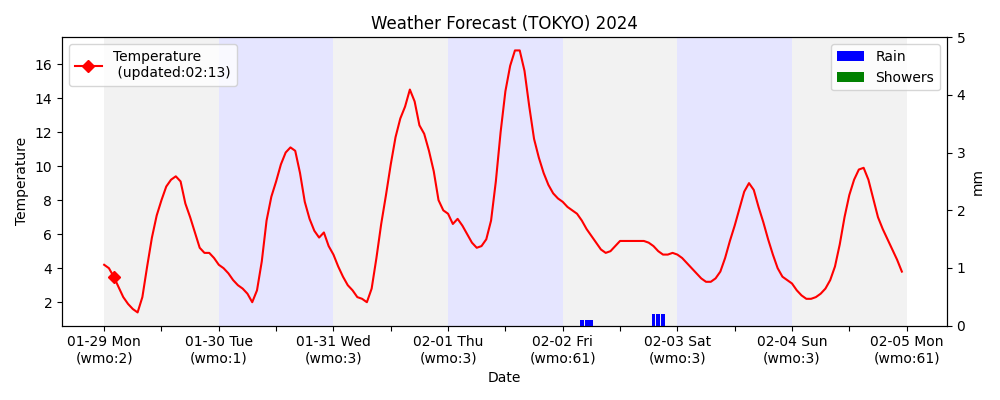 Weather Forecast (TOKYO) 2024
Temperature
(updated:02:13)
Rain
Showers
Temperature
16
14
12
10
8
6
4
2
5
4
3
2
1
0
mm
01-29 Mon 01-30 Tue 01-31 Wed 02-01 Thu 02-02 Fri 02-03 Sat 02-04 Sun 02-05 Mon
(wmo:2) (wmo:1) (wmo:3) (wmo:3) (wmo:61) (wmo:3) (wmo:3) (wmo:61)
Date